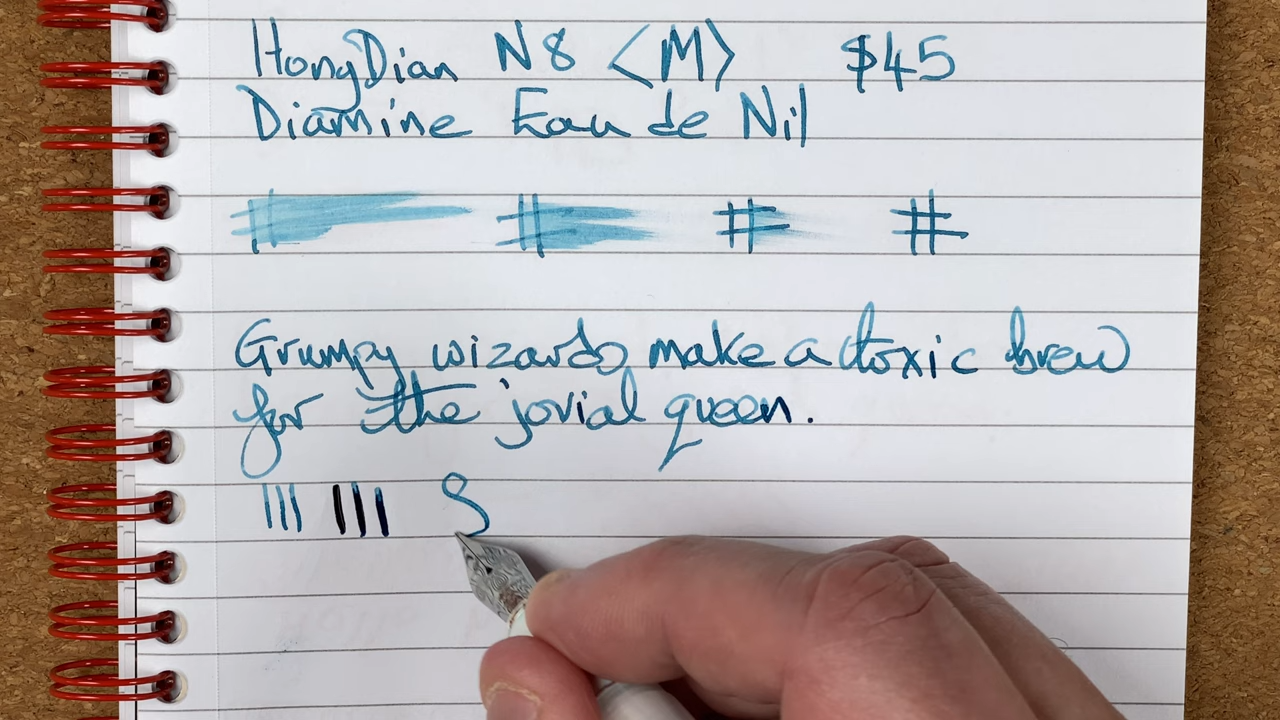 HongDian N8 <M> $45
Diamine Eau de Nil
# # # #
Grumpy wizards make a toxic brew
for the jovial queen.
||| ||| S